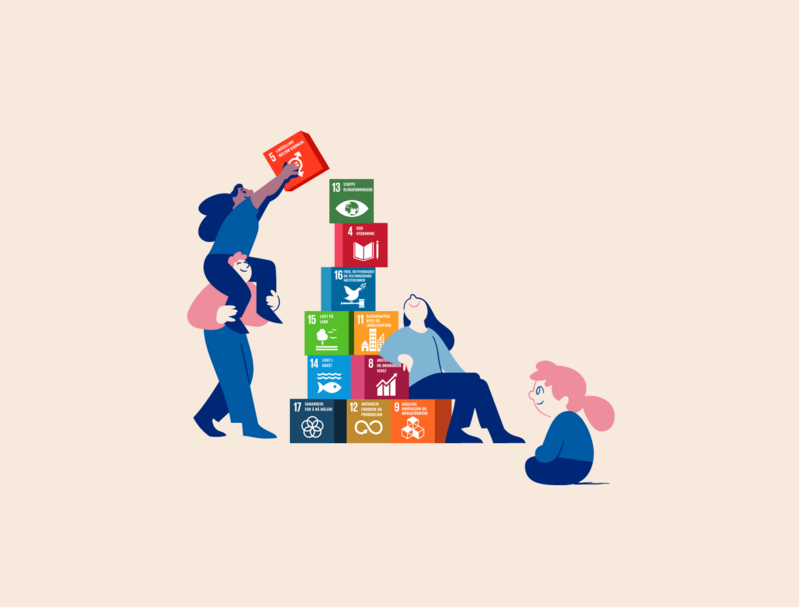 5 LIKESTILLING
MELLOM KJØNNENE
13 STOPPE
KLIMAENDRINGENE
4 GOD
UTDANNING
16 FRED, RETTFERDIGHET
OG VELFUNGERENDE
INSTITUSJONER
15 LIVET PÅ
LAND
11 BÆREKRAFTIGE
BYER OG
LOKALSAMFUNN
14 LIVET I
HAVET
8
OG ØKONOMISK
VEKST
17 SAMARBEID
FOR Å NÅ MÅLENE
12 ANSVARLIG
FORBRUK OG
PRODUKSJON
9 INDUSTRI,
INNOVASJON OG
INFRASTRUKTUR